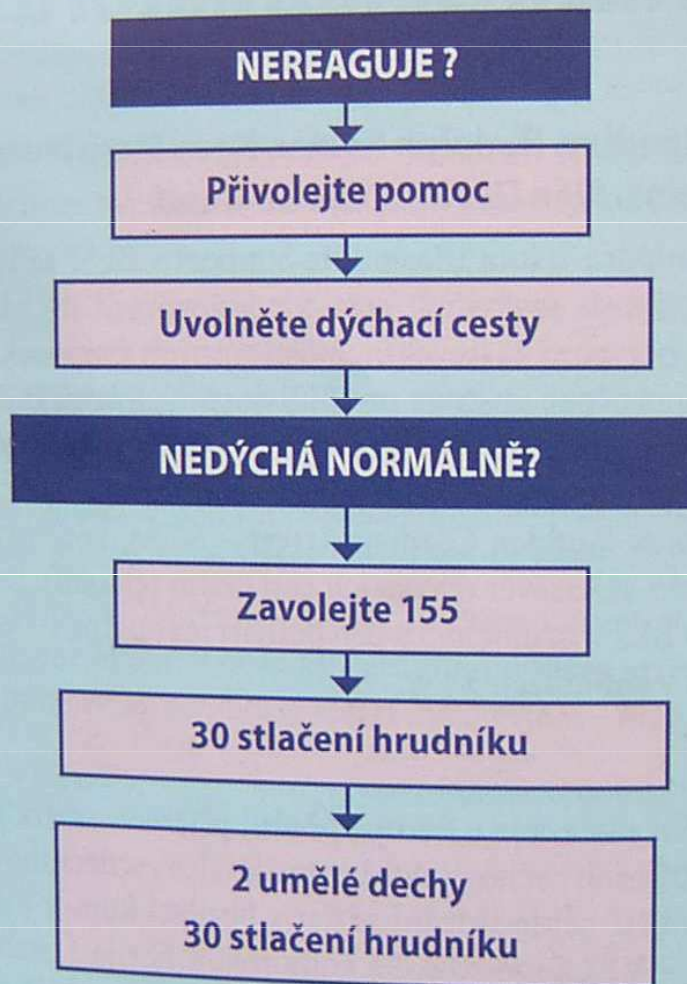 NEREAGUJE ?
Přivolejte pomoc
Uvolněte dýchací cesty
NEDÝCHÁ NORMÁLNĚ?
Zavolejte 155
30 stlačení hrudníku
2 umělé dechy
30 stlačení hrudníku